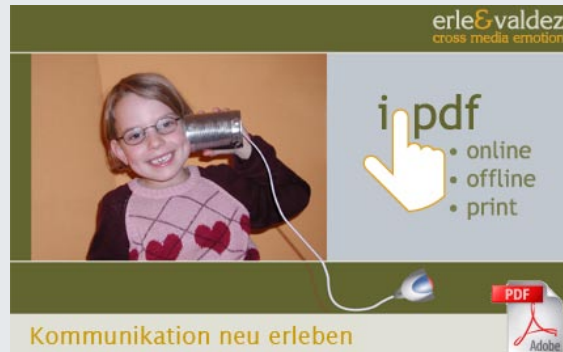 erle&valdez
cross media emotion
i pdf
• online
• offline
• print
PDF
Adobe
Kommunikation neu erleben